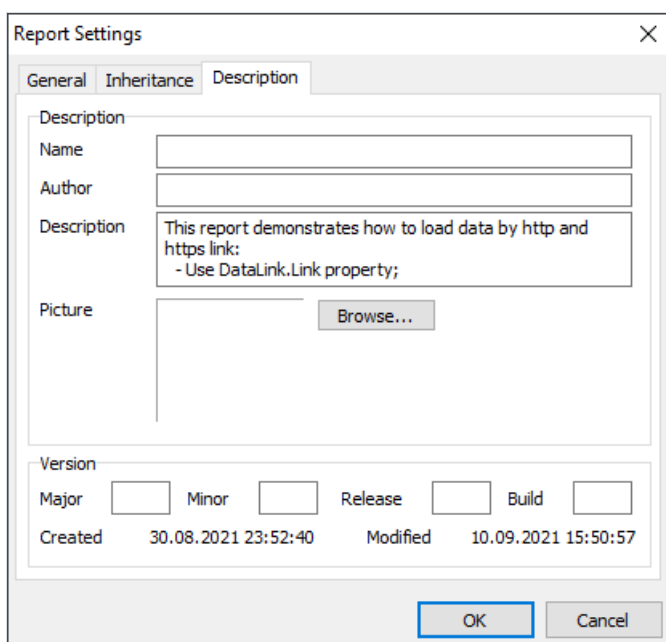 Report Settings
General Inheritance Description
Description
Name
Author
Description This report demonstrates how to load data by http and
https link:
- Use DataLink.Link property;
Picture Browse...
Version
Major Minor Release Build
Created 30.08.2021 23:52:40 Modified 10.09.2021 15:50:57
OK Cancel